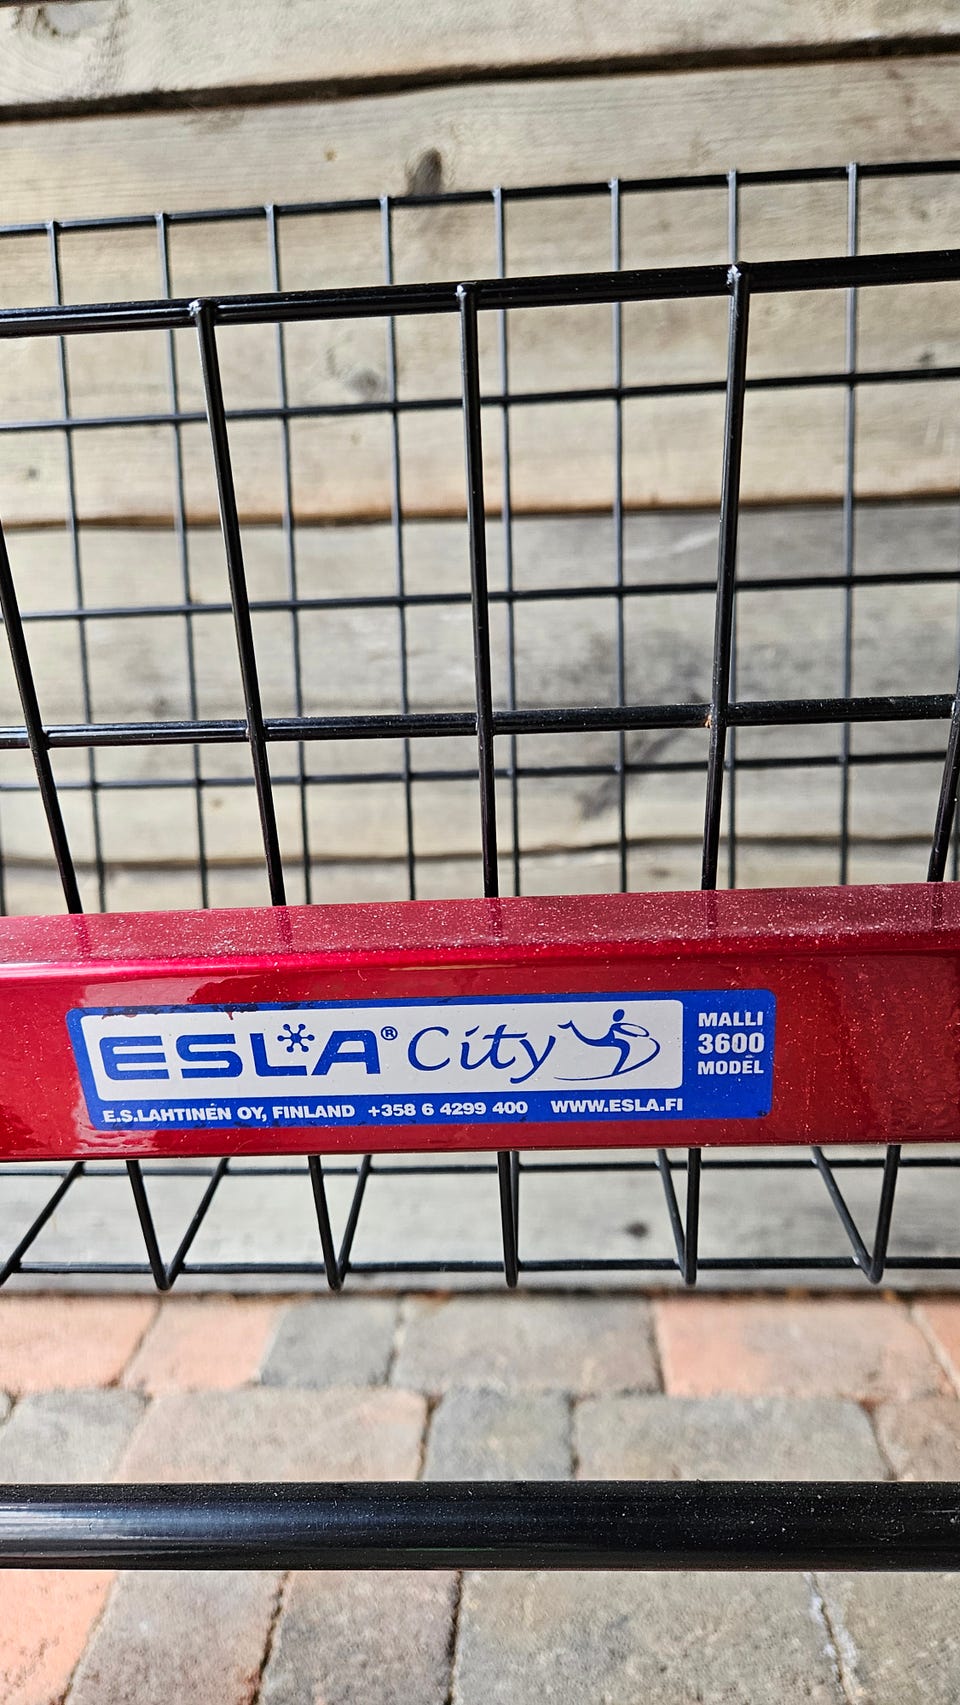 ESLA® City
MALLI
3600
MODEL
E.S.LAHTINEN OY, FINLAND +358 6 4299 400 WWW.ESLA.FI